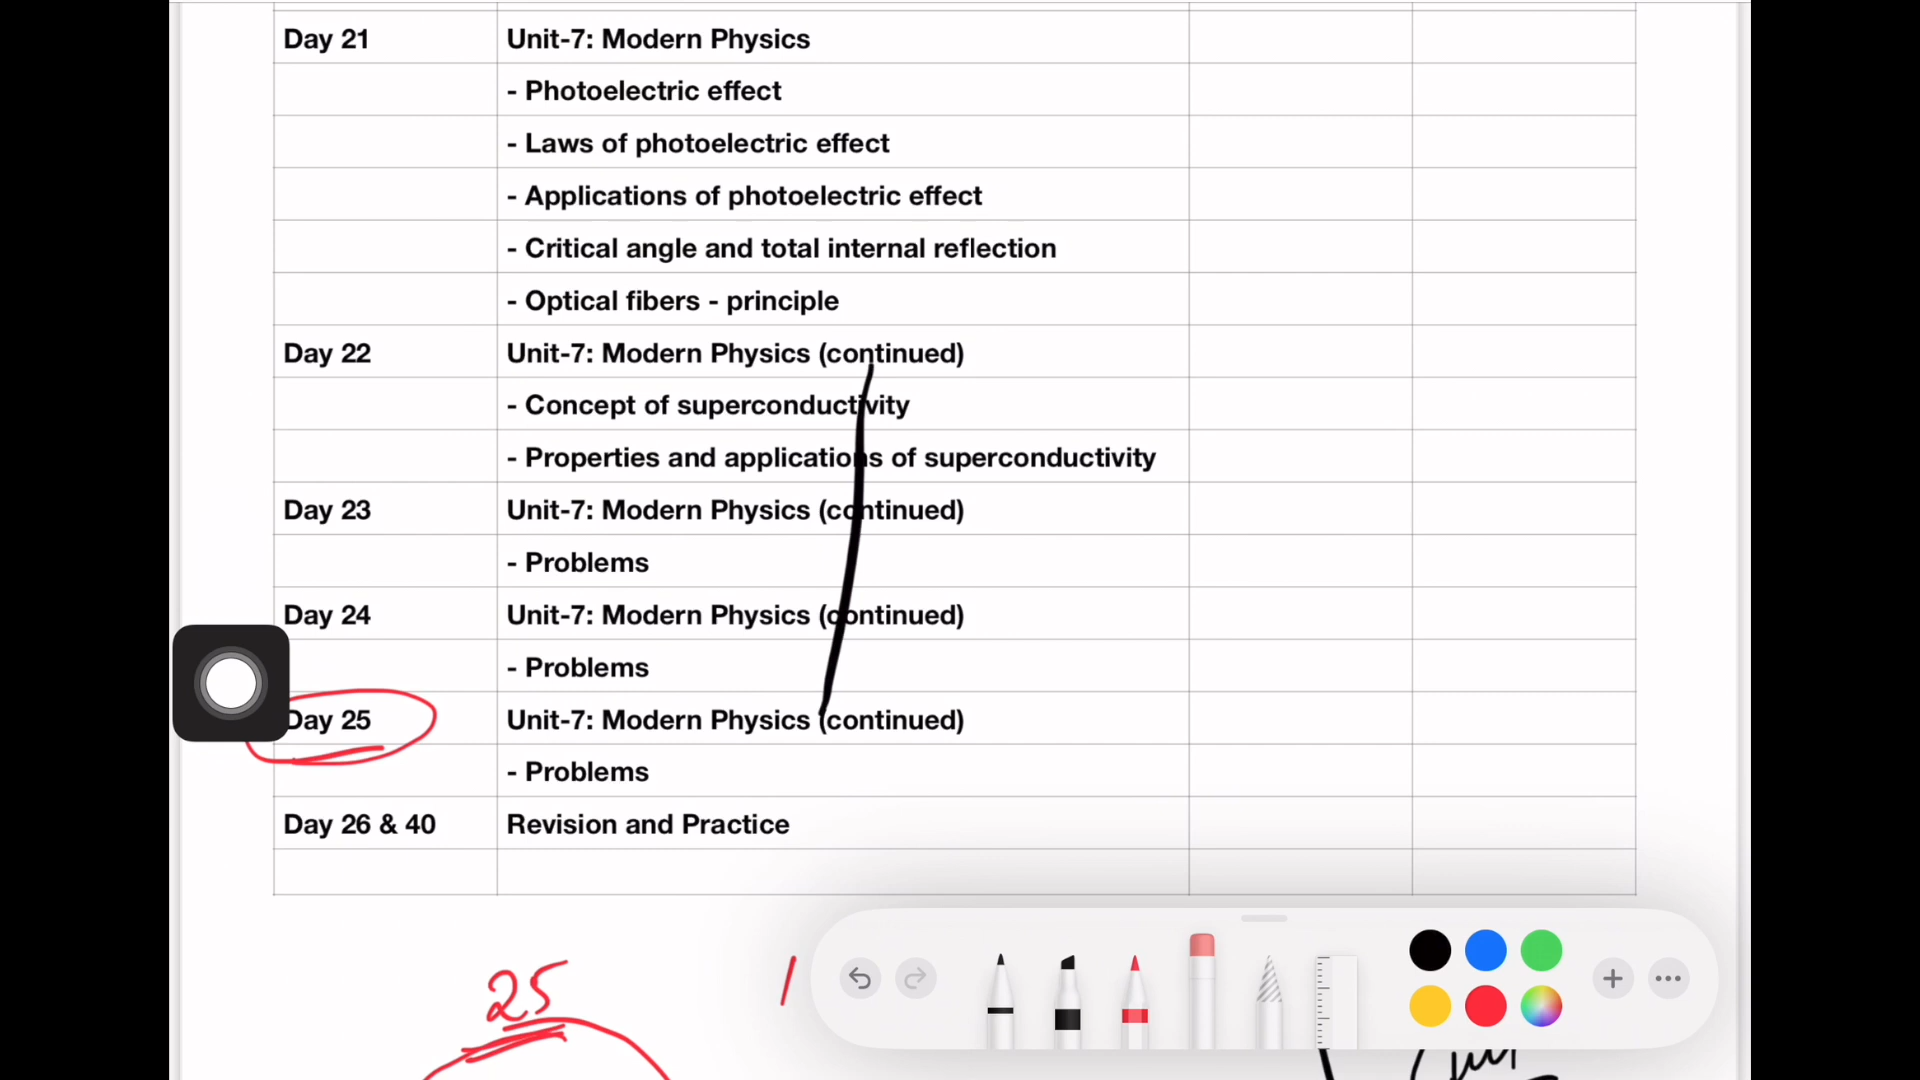 Day 21 Unit-7: Modern Physics
- Photoelectric effect
- Laws of photoelectric effect
- Applications of photoelectric effect
- Critical angle and total internal reflection
- Optical fibers - principle
Day 22 Unit-7: Modern Physics (continued)
- Concept of superconductivity
- Properties and applications of superconductivity
Day 23 Unit-7: Modern Physics (continued)
- Problems
Day 24 Unit-7: Modern Physics (continued)
- Problems
Day 25 Unit-7: Modern Physics (continued)
- Problems
Day 26 & 40 Revision and Practice
25